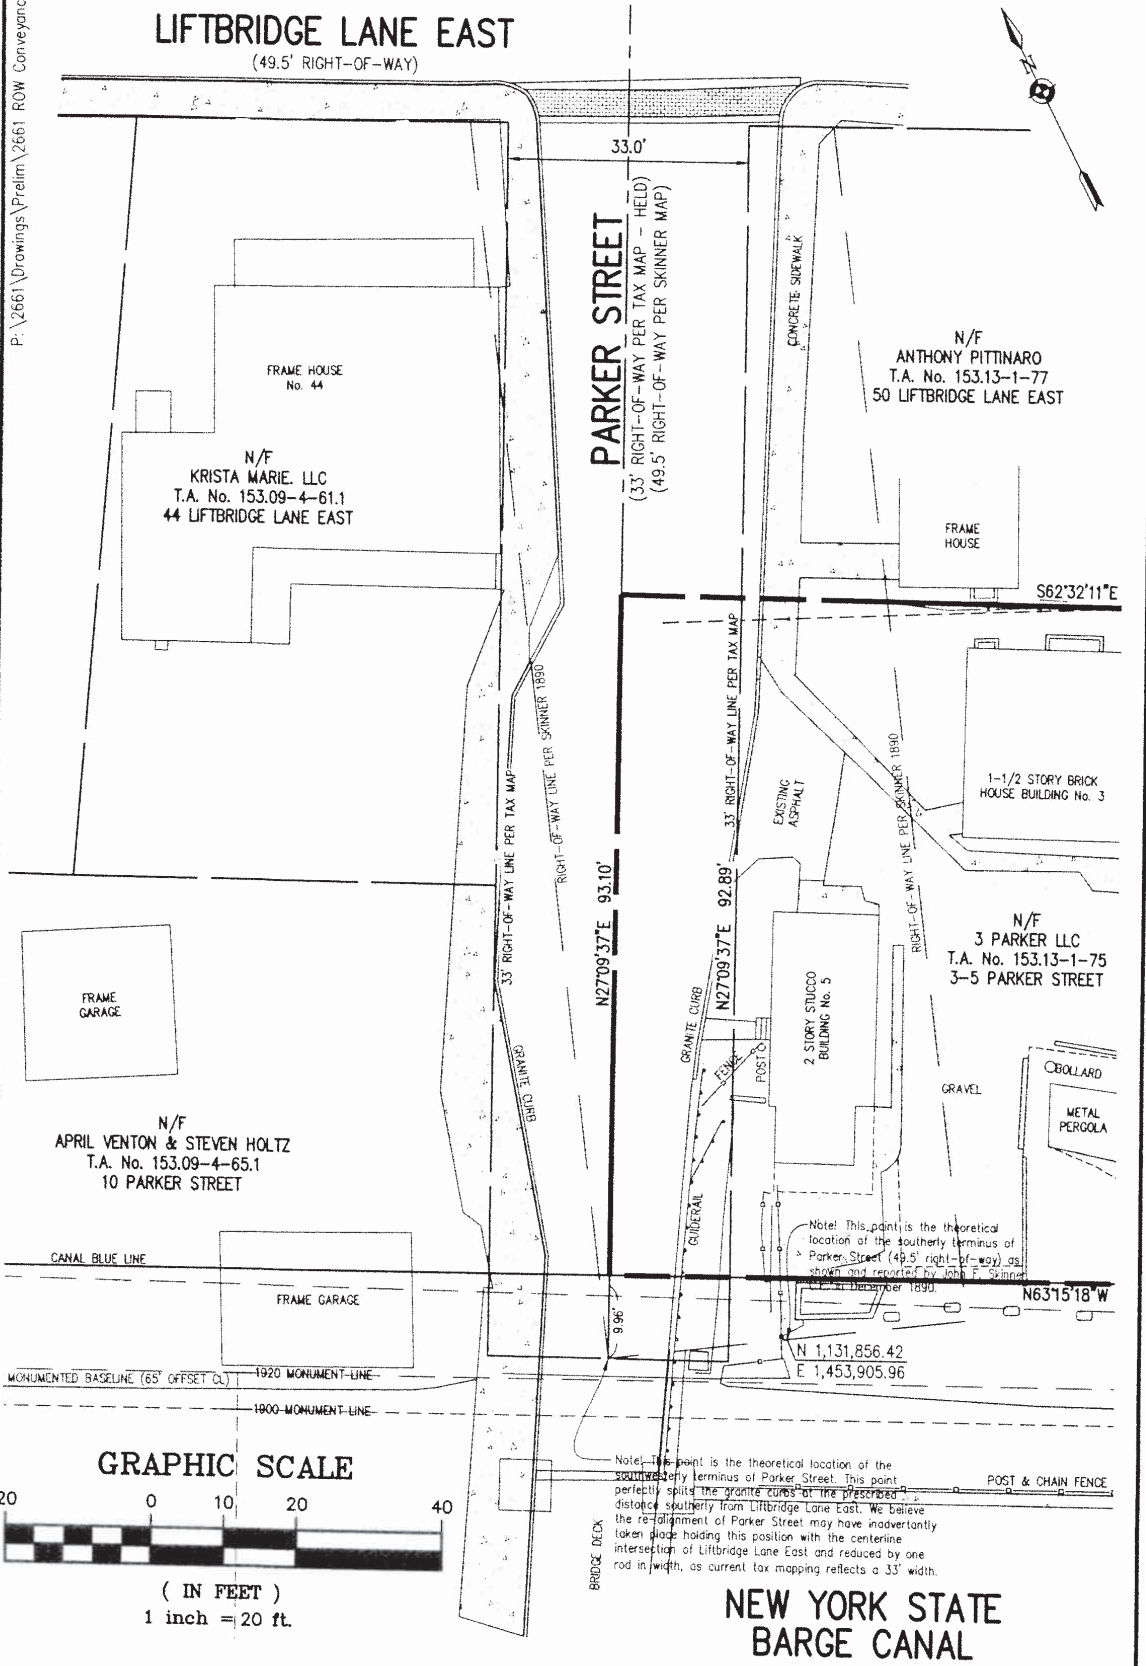 P:\2661\Drawings\Prelim\2661 ROW Conveyanc
LIFTBRIDGE LANE EAST
(49.5' RIGHT-OF-WAY)
N
33.0'
PARKER STREET
(33' RIGHT-OF-WAY PER TAX MAP - HELD)
(49.5' RIGHT-OF-WAY PER SKINNER MAP)
CONCRETE SIDEWALK
N/F
ANTHONY PITTINARO
T.A. No. 153.13-1-77
50 LIFTBRIDGE LANE EAST
FRAME HOUSE
No. 44
N/F
KRISTA MARIE. LLC
T.A. No. 153.09-4-61.1
44 LIFTBRIDGE LANE EAST
FRAME
HOUSE
S62°32'11"E
33' RIGHT-OF-WAY LINE PER TAX MAP
RIGHT-OF-WAY LINE PER SKINNER 1890
33' RIGHT-OF-WAY LINE PER TAX MAP
RIGHT-OF-WAY LINE PER SKINNER 1890
EXISTING
ASPHALT
1-1/2 STORY BRICK
HOUSE BUILDING No. 3
N27°09'37"E 93.10'
N27°09'37"E 92.89'
N/F
3 PARKER LLC
T.A. No. 153.13-1-75
3-5 PARKER STREET
FRAME
GARAGE
GRANITE CURB
GRANITE CURB
FENCE
POST
2 STORY STUCCO
BUILDING No. 5
GRAVEL
BOLLARD
METAL
PERGOLA
N/F
APRIL VENTON & STEVEN HOLTZ
T.A. No. 153.09-4-65.1
10 PARKER STREET
GUIDERAIL
Note! This point is the theoretical
location of the southerly terminus of
Parker Street (49.5' right-of-way) as
shown and reported by John F. Skinner
C.E. in December 1890.
CANAL BLUE LINE
N63°15'18"W
FRAME GARAGE
9.96'
N 1,131,856.42
E 1,453,905.96
MONUMENTED BASELINE (65' OFFSET CL)
1920 MONUMENT LINE
1900 MONUMENT LINE
GRAPHIC SCALE
20 0 10 20 40
( IN FEET )
1 inch = 20 ft.
Note! This point is the theoretical location of the
southwesterly terminus of Parker Street. This point
perfectly splits the granite curbs at the prescribed
distance southerly from Liftbridge Lane East. We believe
the re-alignment of Parker Street may have inadvertantly
taken place holding this position with the centerline
intersection of Liftbridge Lane East and reduced by one
rod in width, as current tax mapping reflects a 33' width.
POST & CHAIN FENCE
BRIDGE DECK
NEW YORK STATE
BARGE CANAL